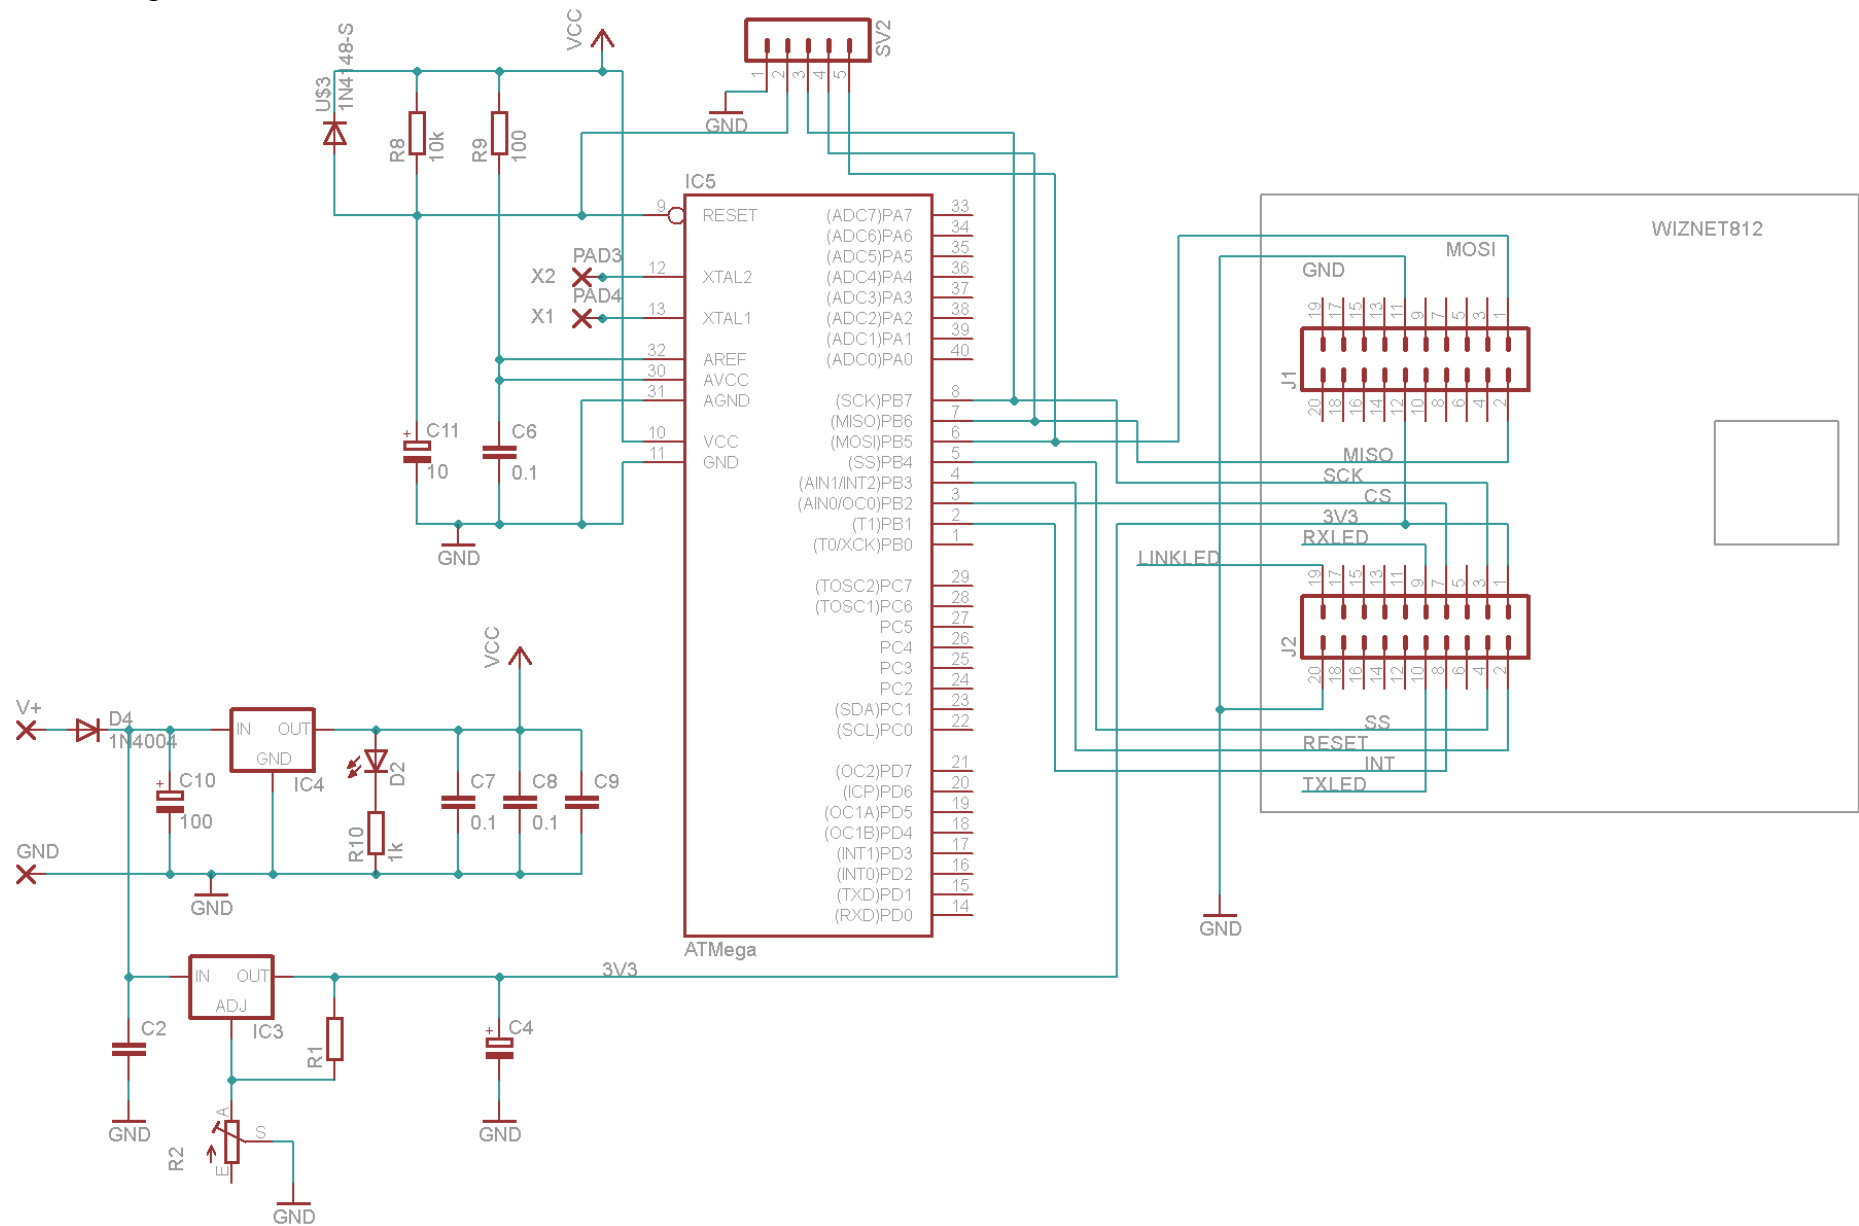 VCC
SV2
U$3
1N4148-S
R8
10k
R9
100
1
2
3
4
5
GND
IC5
9
RESET
PAD3
X2
12
XTAL2
PAD4
X1
13
XTAL1
32
AREF
30
AVCC
31
AGND
10
VCC
11
GND
C11
+
10
C6
0.1
GND
(ADC7)PA7 33
(ADC6)PA6 34
(ADC5)PA5 35
(ADC4)PA4 36
(ADC3)PA3 37
(ADC2)PA2 38
(ADC1)PA1 39
(ADC0)PA0 40
(SCK)PB7 8
(MISO)PB6 7
(MOSI)PB5 6
(SS)PB4 5
(AIN1/INT2)PB3 4
(AIN0/OC0)PB2 3
(T1)PB1 2
(T0/XCK)PB0 1
(TOSC2)PC7 29
(TOSC1)PC6 28
PC5 27
PC4 26
PC3 25
PC2 24
(SDA)PC1 23
(SCL)PC0 22
(OC2)PD7 21
(ICP)PD6 20
(OC1A)PD5 19
(OC1B)PD4 18
(INT1)PD3 17
(INT0)PD2 16
(TXD)PD1 15
(RXD)PD0 14
ATMega
WIZNET812
MOSI
GND
19 17 15 13 11 9 7 5 3 1
J1
20 18 16 14 12 10 8 6 4 2
MISO
SCK
CS
3V3
RXLED
LINKLED
19 17 15 13 11 9 7 5 3 1
J2
20 18 16 14 12 10 8 6 4 2
SS
RESET
INT
TXLED
GND
VCC
V+
D4
1N4004
IN OUT
GND
IC4
C10
+
100
D2
R10
1k
C7
0.1
C8
0.1
C9
GND
GND
IN OUT
ADJ
IC3
3V3
C2
R1
C4
+
GND
GND
A
S
E
R2
GND